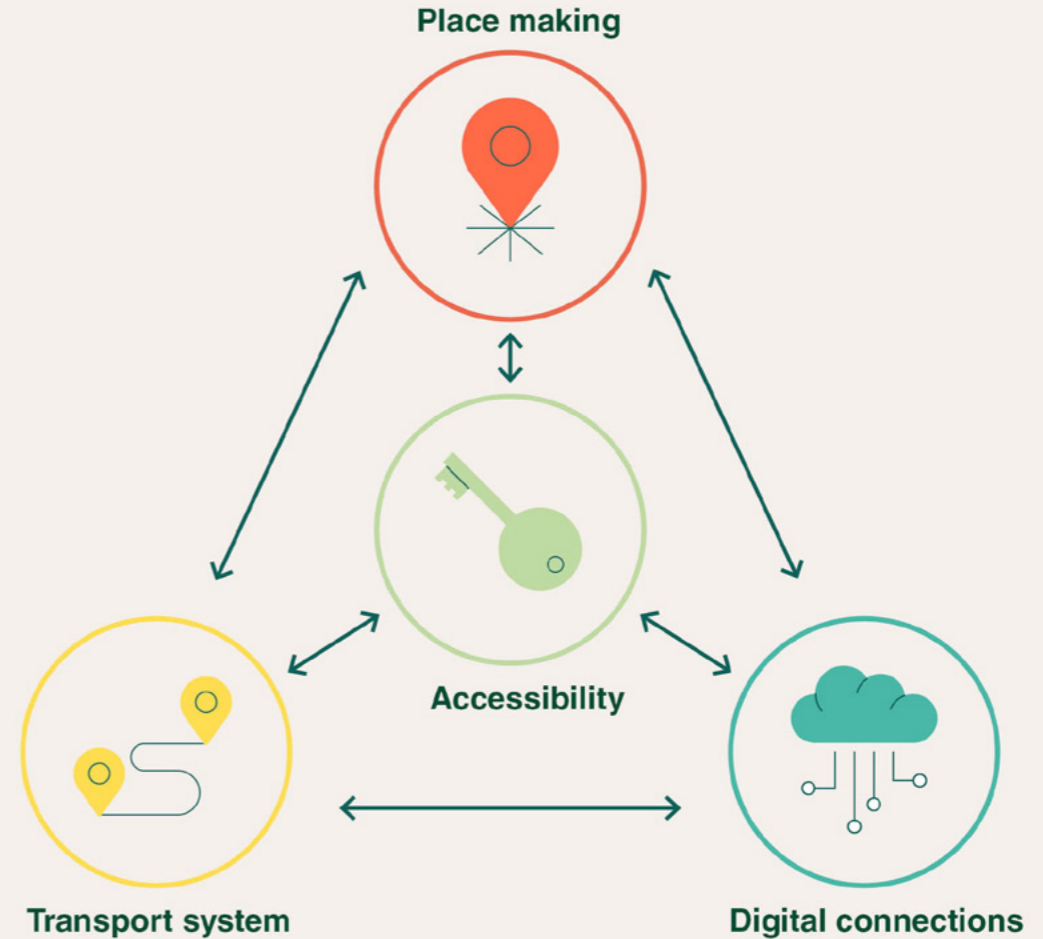 Place making
Accessibility
Transport system
Digital connections